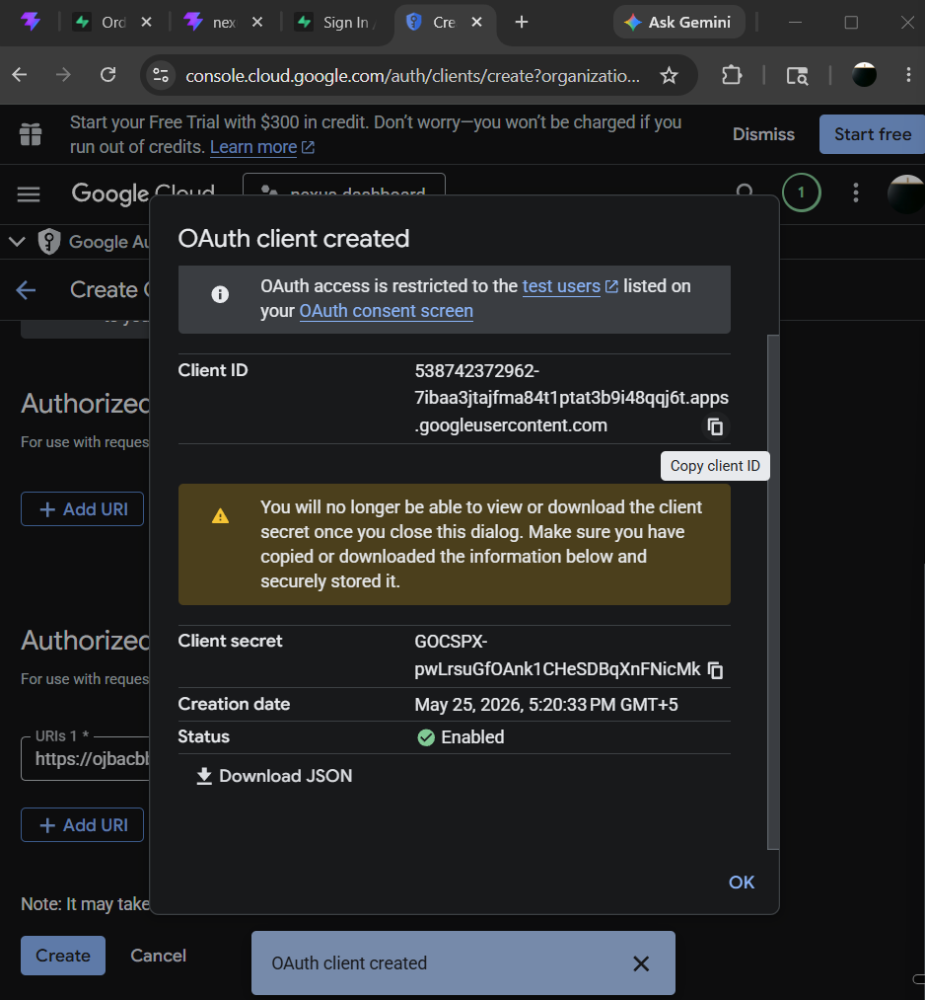 Ord
nex
Sign In
Cre
Ask Gemini
console.cloud.google.com/auth/clients/create?organizatio...
Start your Free Trial with $300 in credit. Don’t worry—you won’t be charged if you
run out of credits. Learn more
Dismiss
Start free
Google Cloud
nexus dashboard
1
Google Au
Create
OAuth client created
OAuth access is restricted to the test users listed on
your OAuth consent screen
Client ID
538742372962-
7ibaa3jtajfma84t1ptat3b9i48qqj6t.apps
.googleusercontent.com
Copy client ID
You will no longer be able to view or download the client
secret once you close this dialog. Make sure you have
copied or downloaded the information below and
securely stored it.
Client secret
GOCSPX-
pwLrsuGfOAnk1CHeSDBqXnFNicMk
Creation date
May 25, 2026, 5:20:33 PM GMT+5
Status
Enabled
Download JSON
OK
Authorized
For use with reques
+ Add URI
Authorized
For use with reques
URIs 1 *
https://ojbacbb
+ Add URI
Note: It may take
Create
Cancel
OAuth client created